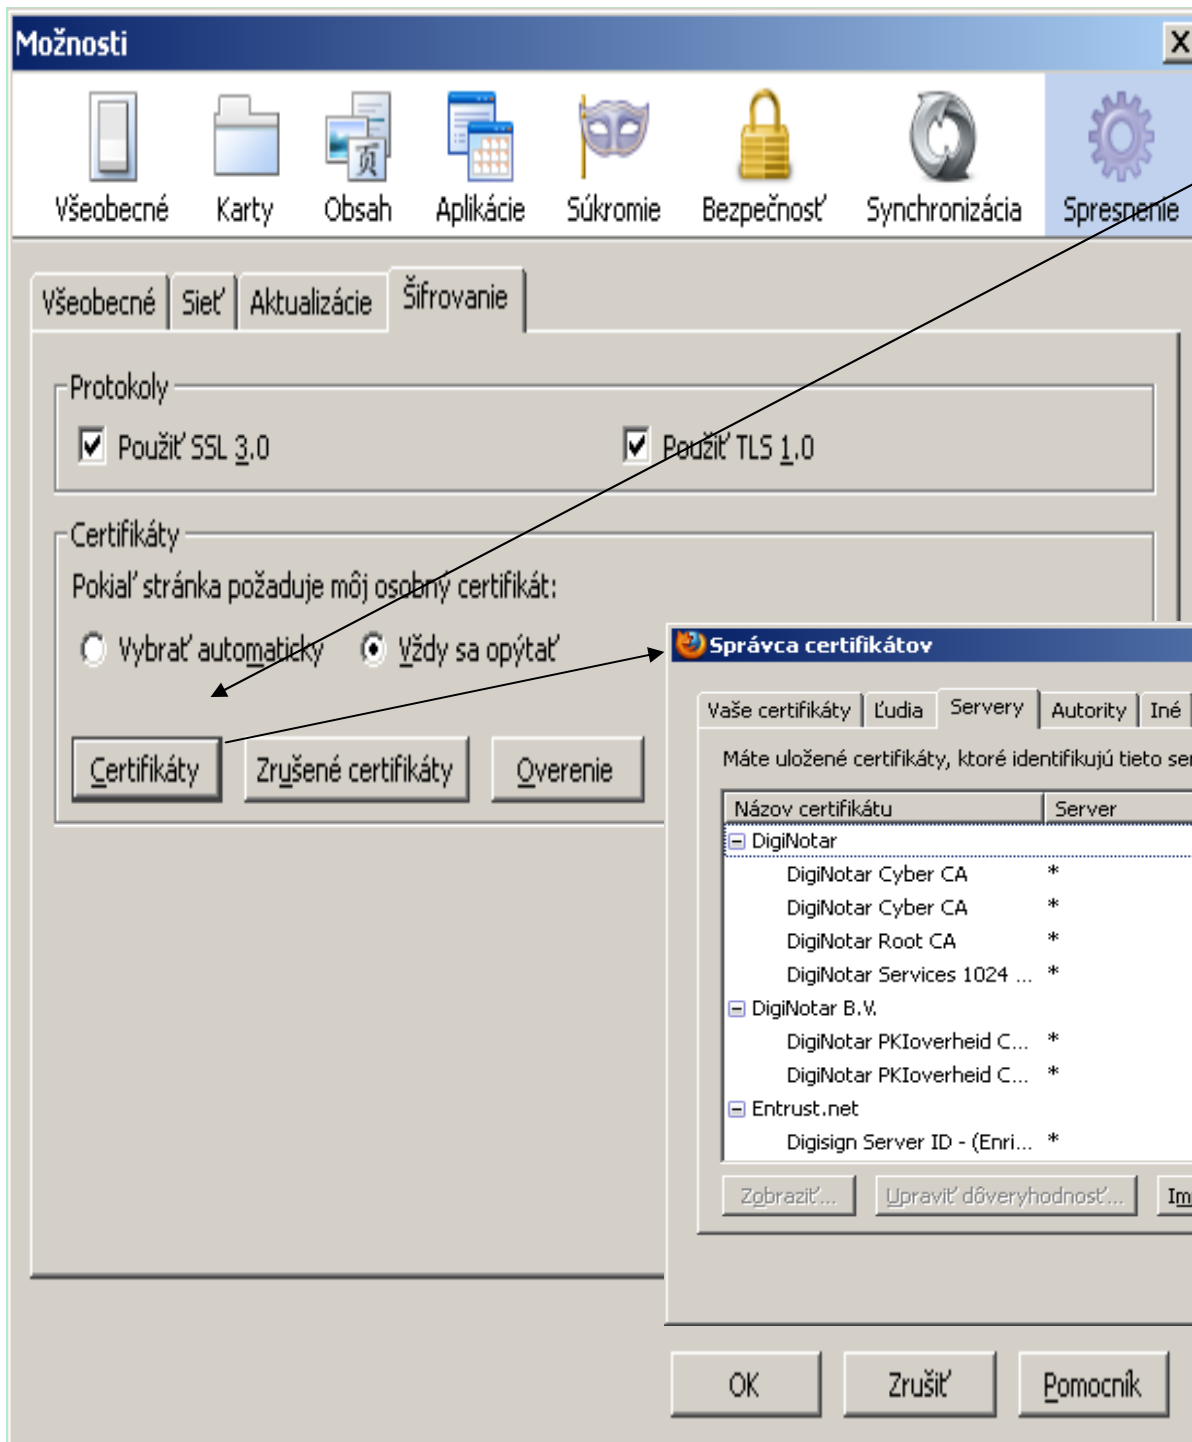 Možnosti
Všeobecné Karty Obsah Aplikácie Súkromie Bezpečnosť Synchronizácia Spresnenie
页
Všeobecné Sieť Aktualizácie Šifrovanie
Protokoly
Použiť SSL 3.0 Použiť TLS 1.0
Certifikáty
Pokiaľ stránka požaduje môj osobný certifikát:
Vybrať automaticky Vždy sa opýtať
Certifikáty Zrušené certifikáty Overenie
Správca certifikátov
Vaše certifikáty Ľudia Servery Autority Iné
Máte uložené certifikáty, ktoré identifikujú tieto ser
Názov certifikátu Server
DigiNotar
DigiNotar Cyber CA *
DigiNotar Cyber CA *
DigiNotar Root CA *
DigiNotar Services 1024 ... *
DigiNotar B.V.
DigiNotar PKIoverheid C... *
DigiNotar PKIoverheid C... *
Entrust.net
Digisign Server ID - (Enri... *
Zobraziť... Upraviť dôveryhodnosť... Im
OK Zrušiť Pomocník